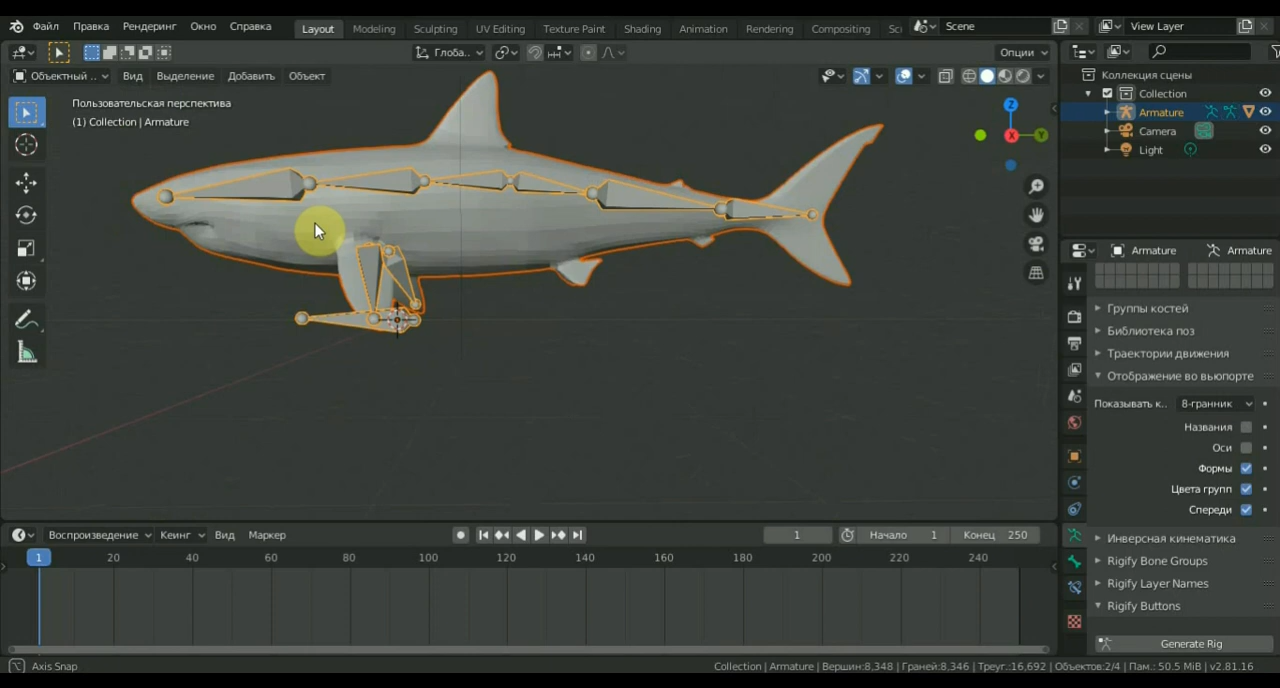 Файл Правка Рендеринг Окно Справка Layout Modeling Sculpting UV Editing Texture Paint Shading Animation Rendering Compositing Sc Scene View Layer
Глоба.. Опции
Объектный .. Вид Выделение Добавить Объект
Пользовательская перспектива
(1) Collection | Armature
Z
X
Y
Коллекция сцены
Collection
Armature
Camera
Light
Armature Armature
Группы костей
Библиотека поз
Траектории движения
Отображение во вьюпорте
Показывать к.. 8-гранник
Названия
Оси
Формы
Цвета групп
Спереди
Инверсная кинематика
Rigify Bone Groups
Rigify Layer Names
Rigify Buttons
Generate Rig
Воспроизведение Кеинг Вид Маркер 1 Начало 1 Конец 250
1 20 40 60 80 100 120 140 160 180 200 220 240
Axis Snap Collection | Armature | Вершин:8,348 | Граней:8,346 | Треуг.:16,692 | Объектов:2/4 | Пам.: 50.5 MiB | v2.81.16